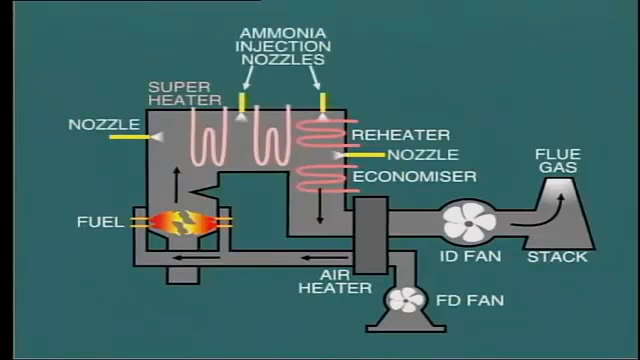 AMMONIA
INJECTION
NOZZLES
SUPER
HEATER
NOZZLE
REHEATER
NOZZLE
ECONOMISER
FLUE
GAS
FUEL
ID FAN
STACK
AIR
HEATER
FD FAN